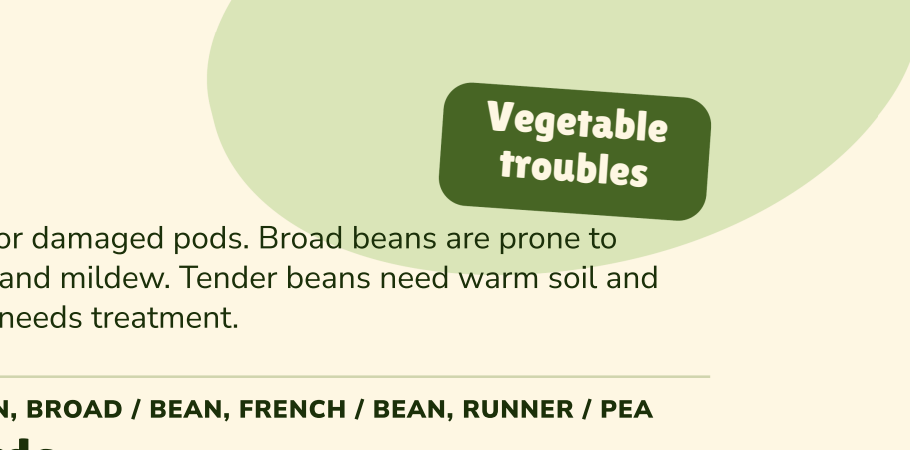 Vegetable
troubles
or damaged pods. Broad beans are prone to
and mildew. Tender beans need warm soil and
needs treatment.
BROAD / BEAN, FRENCH / BEAN, RUNNER / PEA